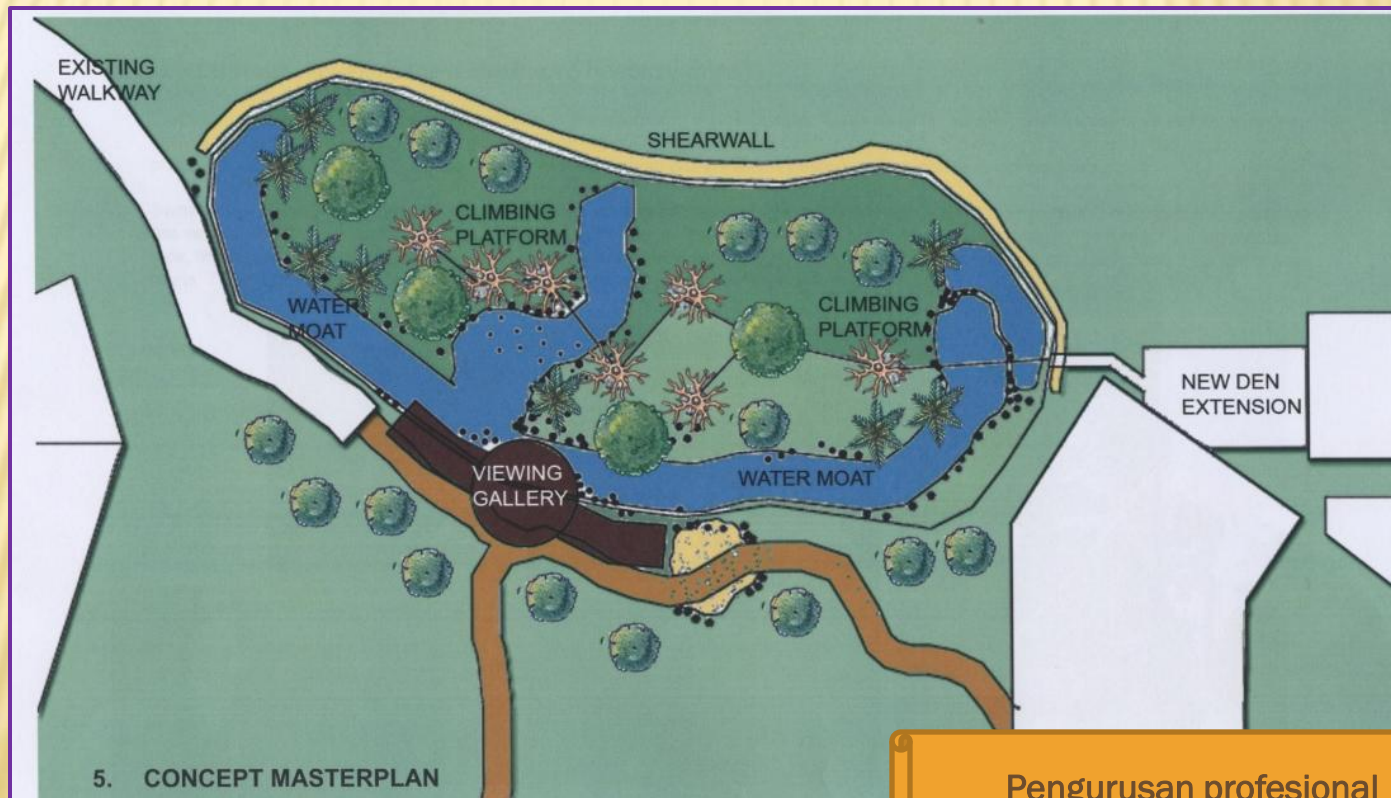 EXISTING
WALKWAY
SHEARWALL
CLIMBING
PLATFORM
WATER
MOAT
CLIMBING
PLATFORM
NEW DEN
EXTENSION
VIEWING
GALLERY
WATER MOAT
5. CONCEPT MASTERPLAN
Pengurusan profesional